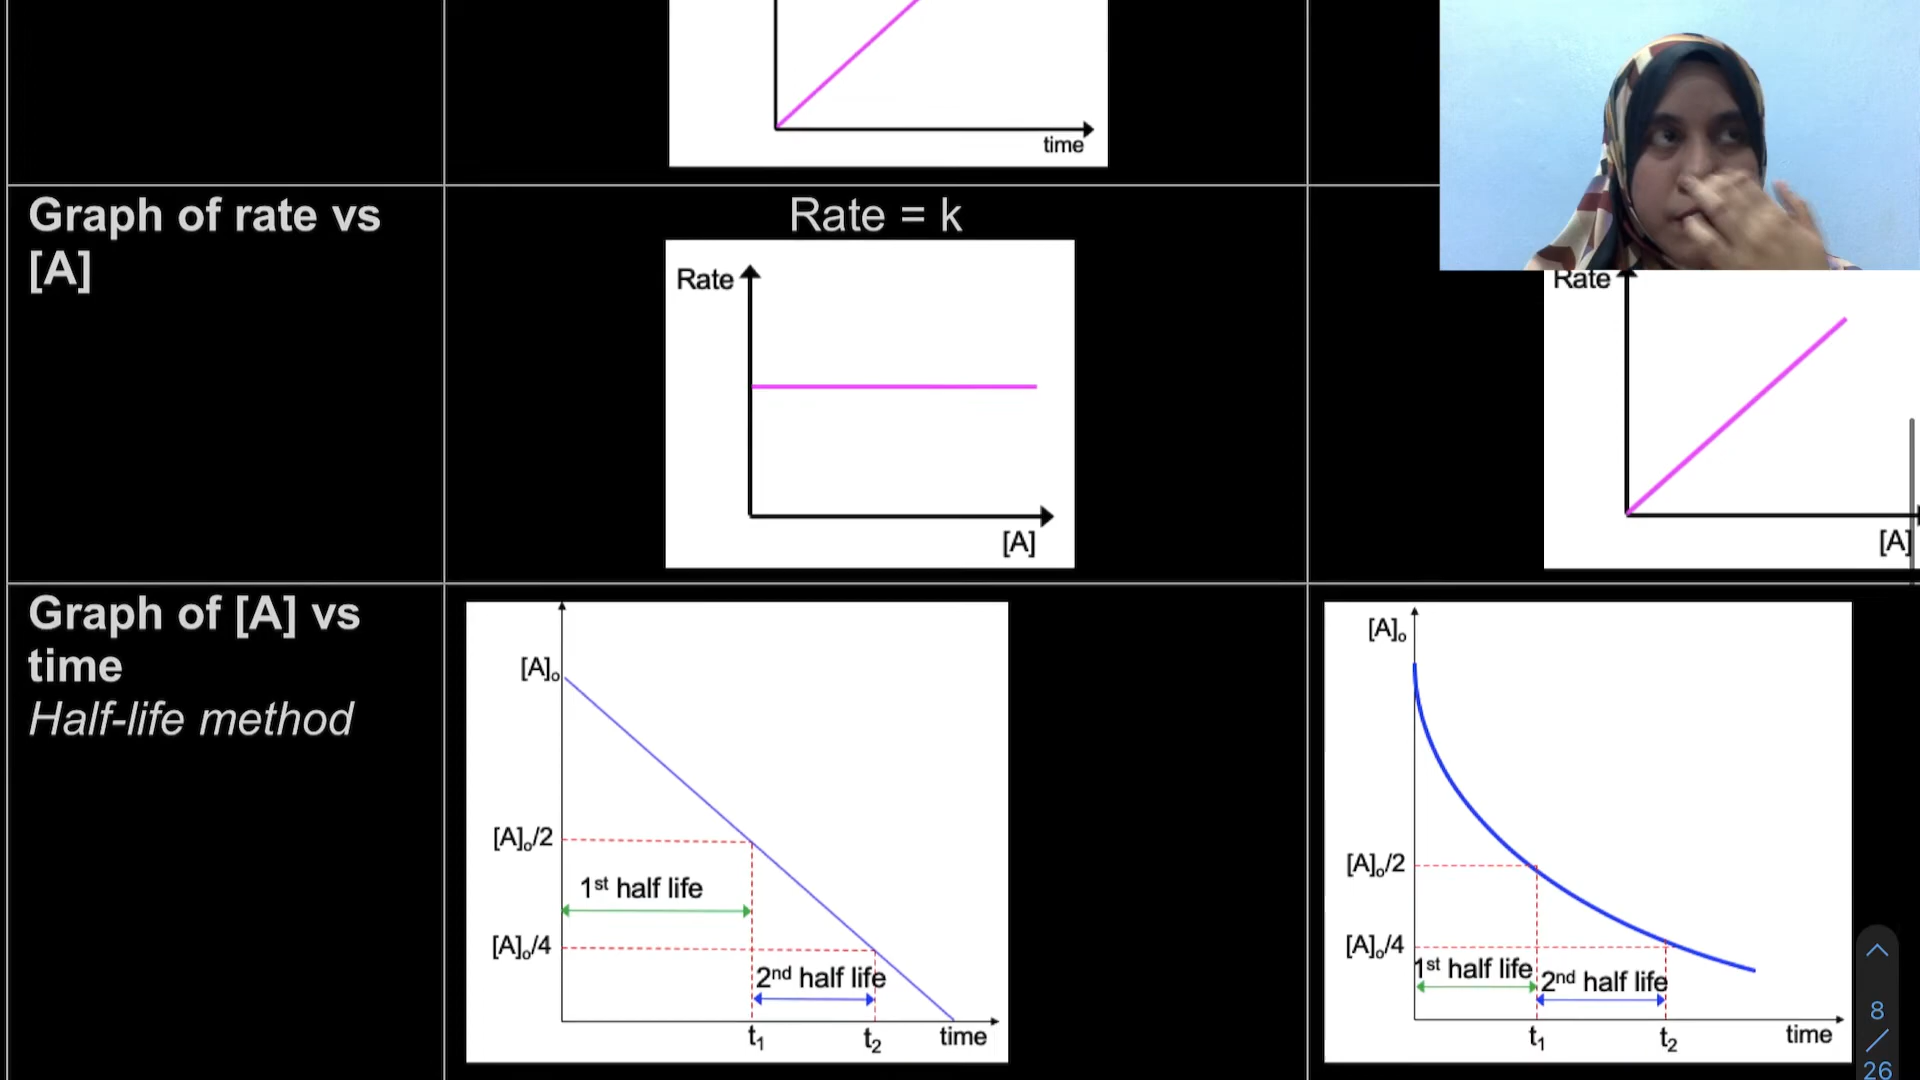 time
Graph of rate vs
[A]
Rate = k
Rate
[A]
Rate
[A]
Graph of [A] vs
time
Half-life method
[A]ₒ
[A]ₒ/2
1st half life
[A]ₒ/4
2nd half life
t₁
t₂
time
[A]ₒ
[A]ₒ/2
[A]ₒ/4
1st half life
2nd half life
t₁
t₂
time
8
/
26